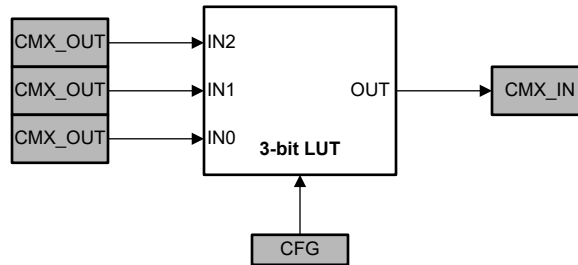 CMX_OUT
IN2
CMX_OUT
IN1
OUT
CMX_IN
CMX_OUT
IN0
3-bit LUT
CFG